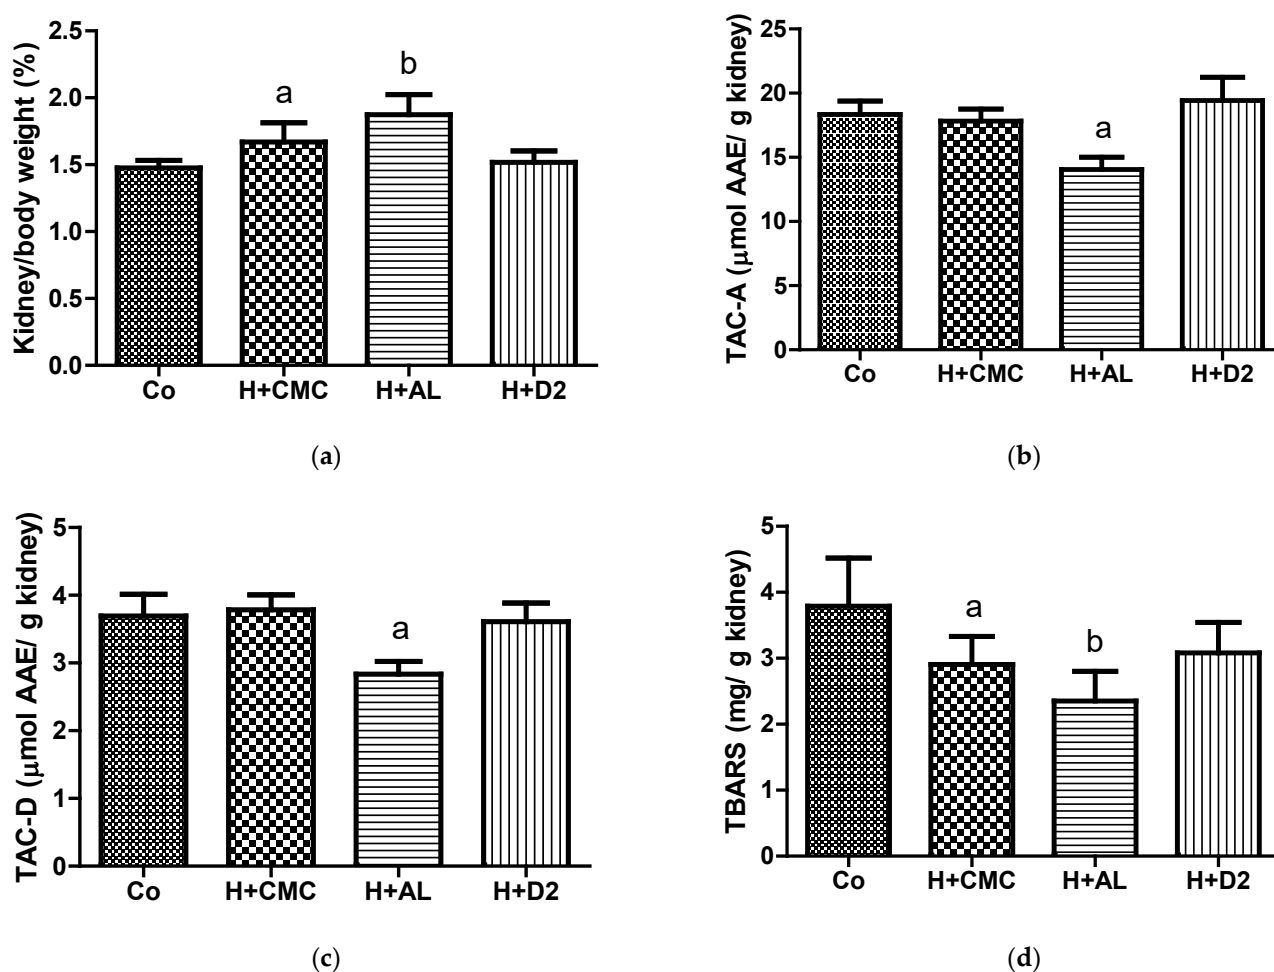 Kidney/body weight (%)
2.5
2.0
1.5
1.0
0.5
0.0
a
b
Co H+CMC H+AL H+D2
(a)
TAC-A (μmol AAE/ g kidney)
25
20
15
10
5
0
a
Co H+CMC H+AL H+D2
(b)
TAC-D (μmol AAE/ g kidney)
5
4
3
2
1
0
a
Co H+CMC H+AL H+D2
(c)
TBARS (mg/ g kidney)
5
4
3
2
1
0
a
b
Co H+CMC H+AL H+D2
(d)